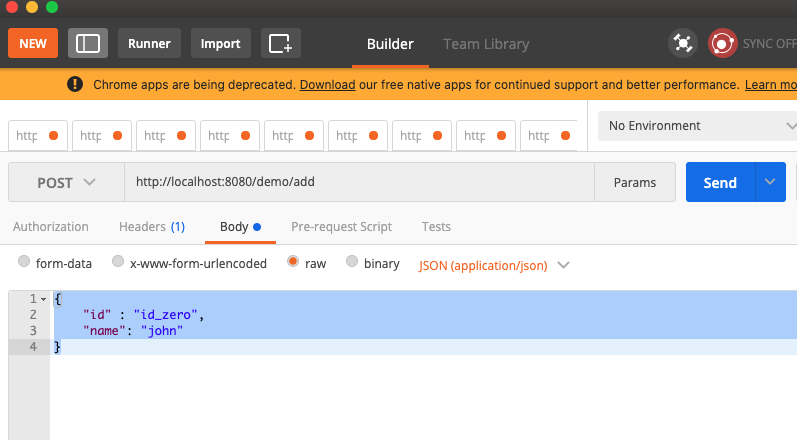 NEW Runner Import Builder Team Library SYNC OFF
! Chrome apps are being deprecated. Download our free native apps for continued support and better performance. Learn mo
http http http http http http http http http No Environment
POST http://localhost:8080/demo/add Params Send
Authorization Headers (1) Body Pre-request Script Tests
form-data x-www-form-urlencoded raw binary JSON (application/json)
1 {
2 "id" : "id_zero",
3 "name": "john"
4 }